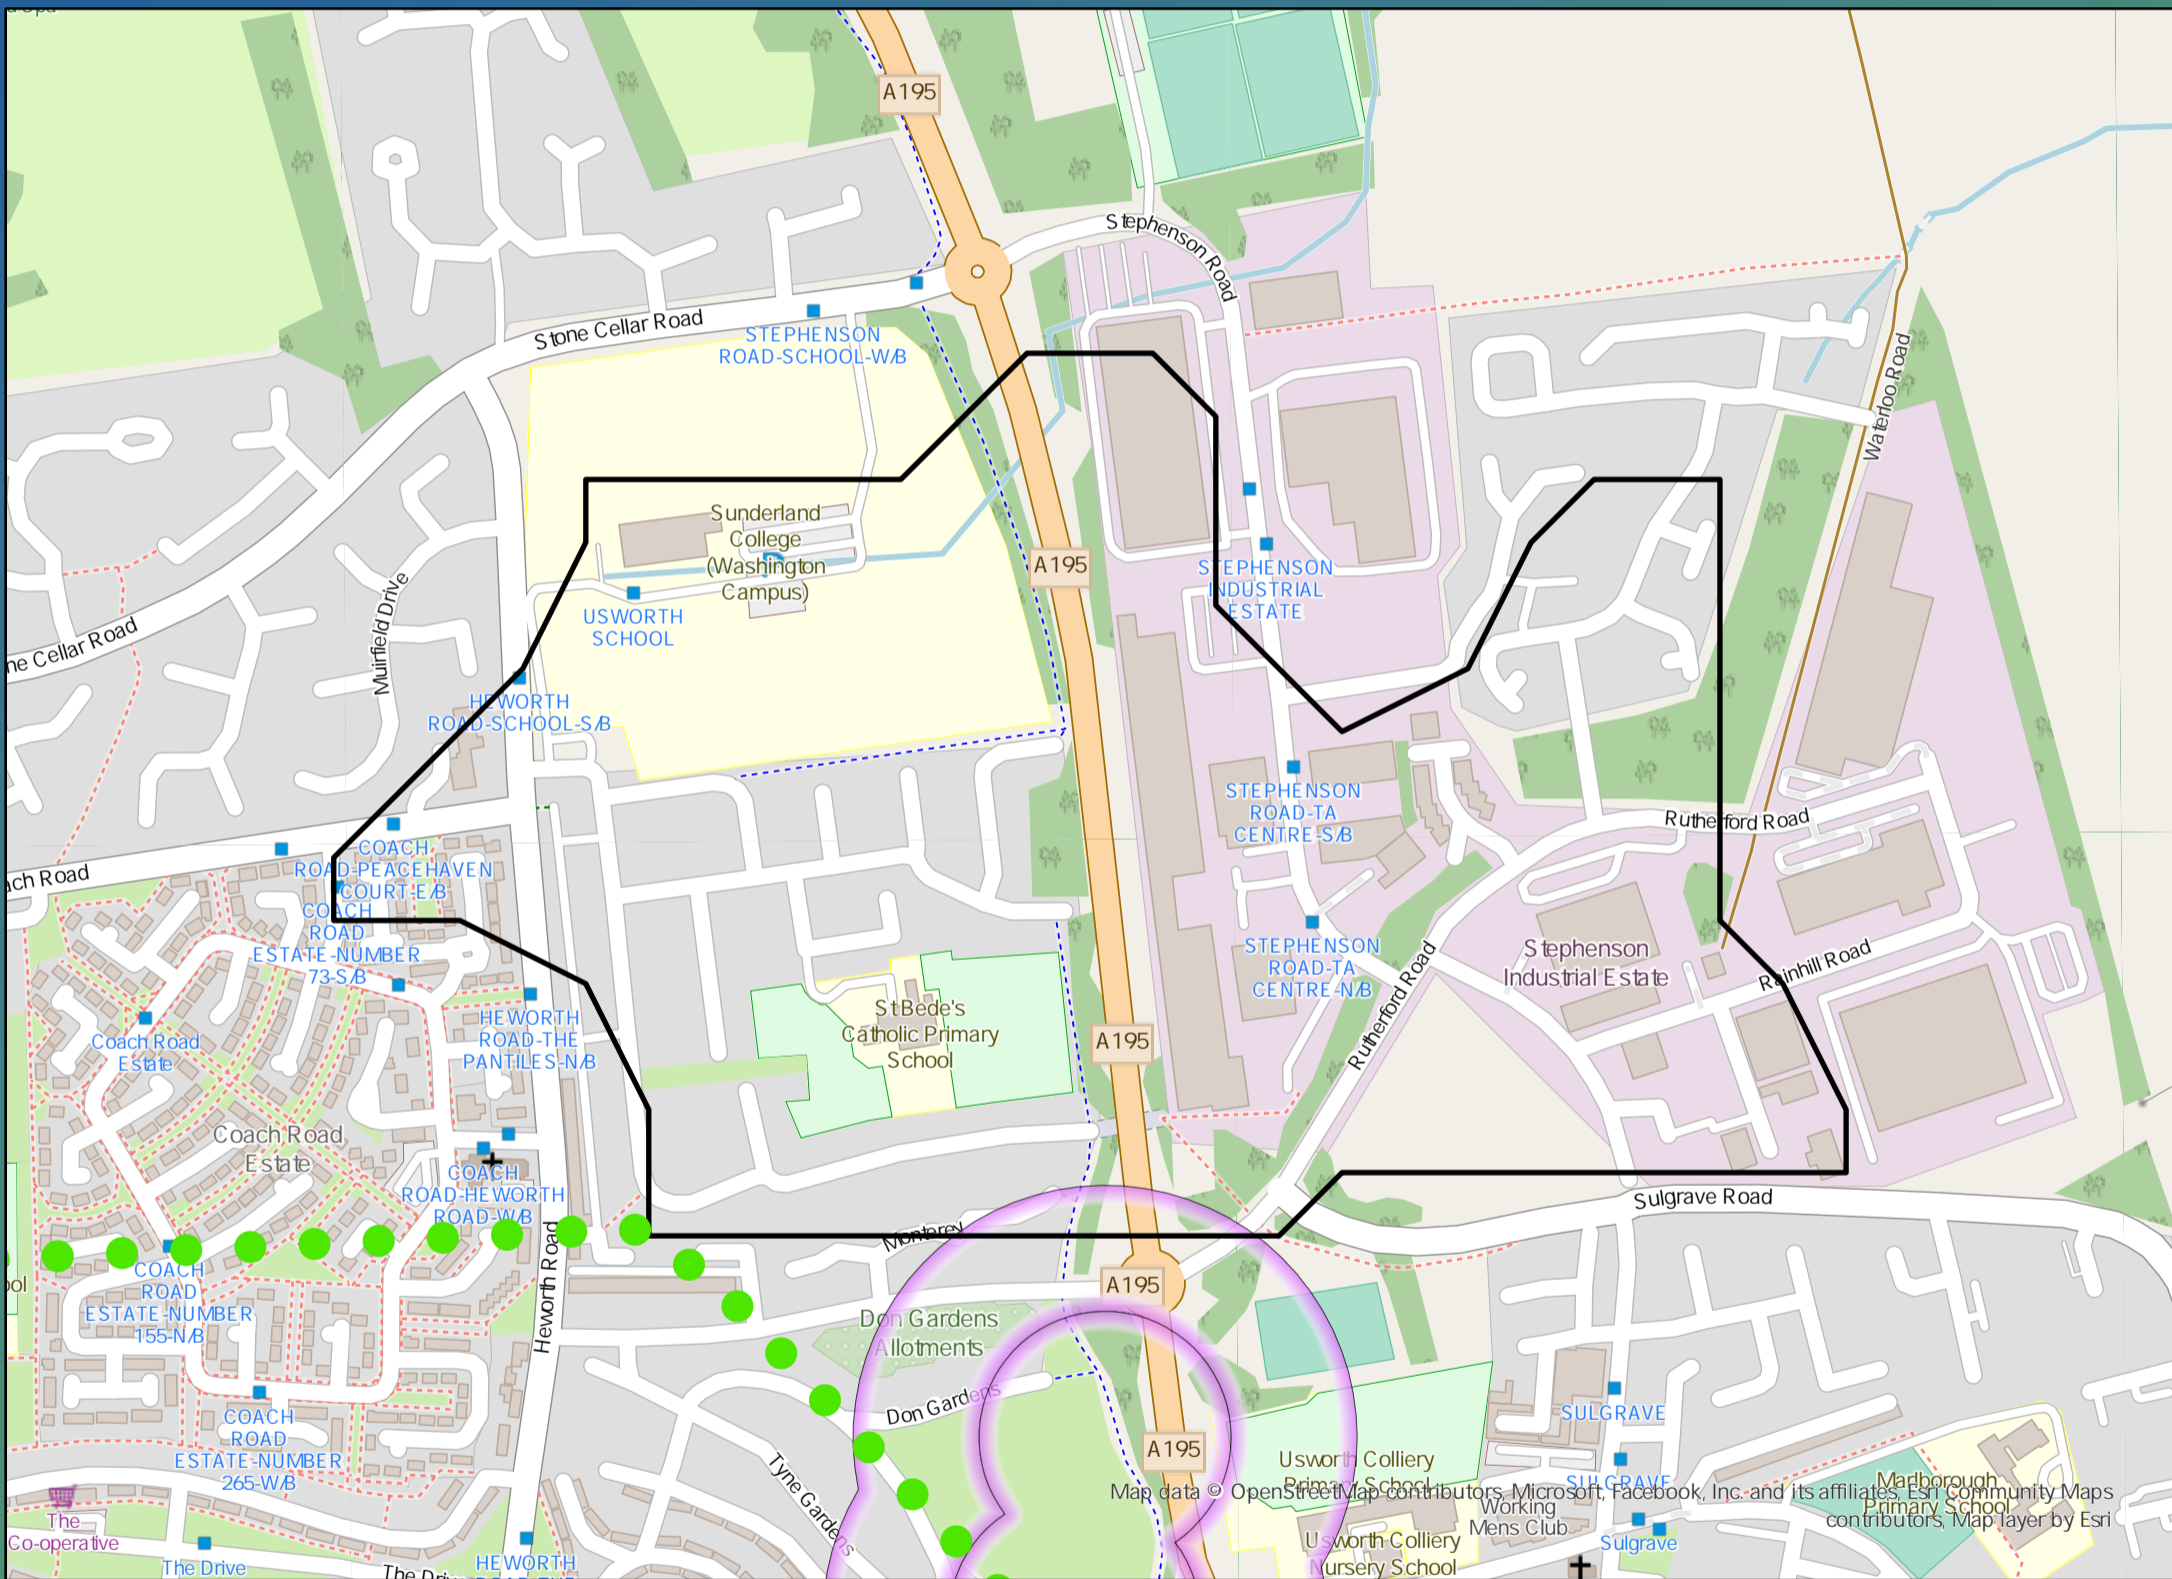 A195
Stephenson Road
Stone Cellar Road
STEPHENSON
ROAD-SCHOOL-W/B
Waterloo Road
Sunderland
College
(Washington
Campus)
A195
STEPHENSON
INDUSTRIAL
ESTATE
USWORTH
SCHOOL
Muirfield Drive
ne Cellar Road
HEWORTH
ROAD-SCHOOL-S/B
STEPHENSON
ROAD-TA
CENTRE-S/B
Rutherford Road
COACH
ROAD-PEACEHAVEN
COURT-E/B
ach Road
COACH
ROAD
ESTATE-NUMBER
73-S/B
STEPHENSON
ROAD-TA
CENTRE-N/B
Stephenson
Industrial Estate
Rainhill Road
Rutherford Road
HEWORTH
ROAD-THE
PANTILES-N/B
St Bede's
Catholic Primary
School
A195
Coach Road
Estate
Coach Road
Estate
COACH
ROAD-HEWORTH
ROAD-W/B
Sulgrave Road
Monterey
Heworth Road
COACH
ROAD
ESTATE-NUMBER
155-N/B
ool
A195
Don Gardens
Allotments
Don Gardens
COACH
ROAD
ESTATE-NUMBER
265-W/B
SULGRAVE
A195
Usworth Colliery
Primary School
SULGRAVE
Marlborough
Primary School
Map data © OpenStreetMap contributors, Microsoft, Facebook, Inc. and its affiliates, Esri Community Maps
contributors, Map layer by Esri
Working
Mens Club
Tyne Gardens
The
Co-operative
The Drive
HEWORTH
Usworth Colliery
Nursery School
Sulgrave